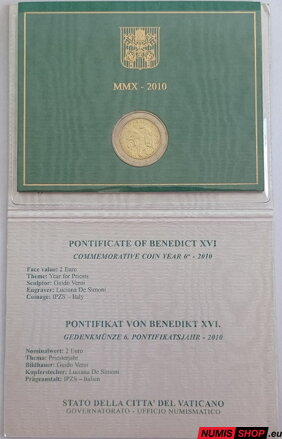 MMX - 2010
PONTIFICATE OF BENEDICT XVI
COMMEMORATIVE COIN YEAR 6° - 2010
Face value: 2 Euro
Theme: Year for Priests
Sculptor: Guido Veroi
Engraver: Luciana De Simoni
Coinage: IPZS - Italy
PONTIFIKAT VON BENEDIKT XVI.
GEDENKMÜNZE 6. PONTIFIKATSJAHR - 2010
Nominalwert: 2 Euro
Thema: Priesterjahr
Bildhauer: Guido Veroi
Kupferstecher: Luciana De Simoni
Prägeanstalt: IPZS - Italien
STATO DELLA CITTA' DEL VATICANO
GOVERNATORATO - UFFICIO NUMISMATICO
NUMIS SHOP.eu